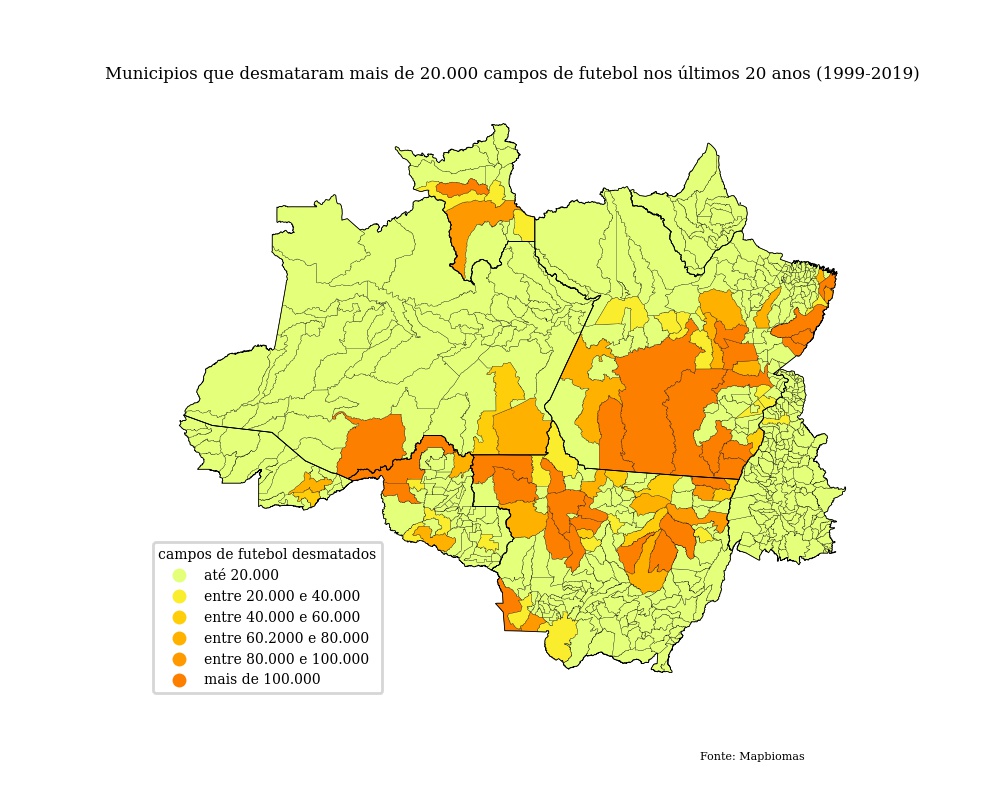 Municipios que desmataram mais de 20.000 campos de futebol nos últimos 20 anos (1999-2019)
campos de futebol desmatados
até 20.000
entre 20.000 e 40.000
entre 40.000 e 60.000
entre 60.2000 e 80.000
entre 80.000 e 100.000
mais de 100.000
Fonte: Mapbiomas